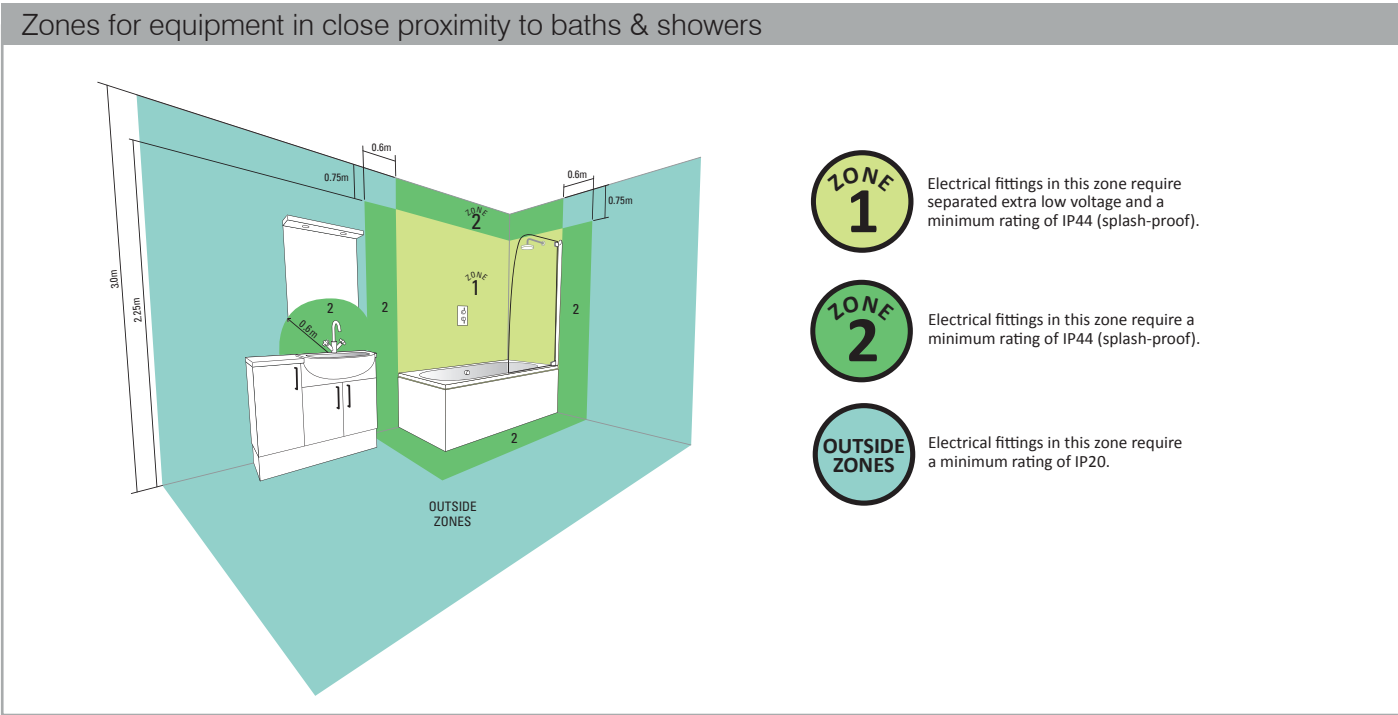 Zones for equipment in close proximity to baths & showers
0.6m
0.75m
0.6m
0.75m
3.0m
2.25m
ZONE
2
ZONE
1
2
2
2
0.6m
2
OUTSIDE
ZONES
ZONE
1
Electrical fittings in this zone require
separated extra low voltage and a
minimum rating of IP44 (splash-proof).
ZONE
2
Electrical fittings in this zone require a
minimum rating of IP44 (splash-proof).
OUTSIDE
ZONES
Electrical fittings in this zone require
a minimum rating of IP20.